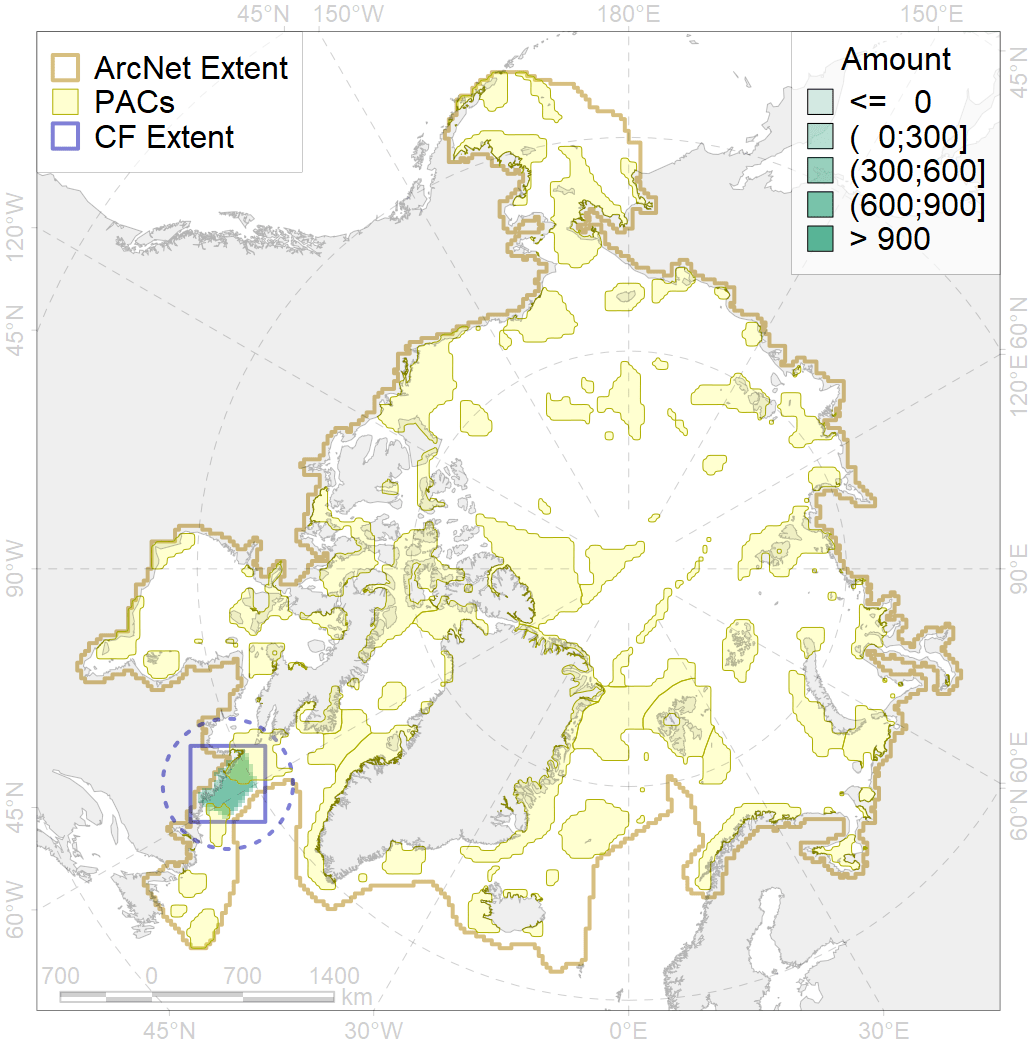 45°N 150°W 180°E 150°E
ArcNet Extent
PACs
CF Extent
Amount
<= 0
( 0;300]
(300;600]
(600;900]
> 900
45°N
120°W
60°N
45°N
120°E
90°W
90°E
60°E
45°N
60°N
60°W
700 0 700 1400
km
45°N 30°W 0°E 30°E